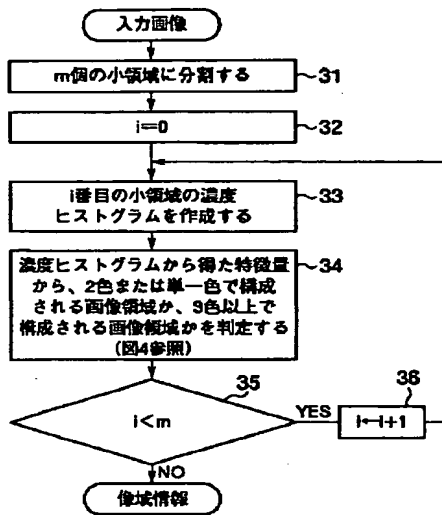 入力画像
m個の小領域に分割する
31
i=0
32
i番目の小領域の濃度
ヒストグラムを作成する
33
濃度ヒストグラムから得た特徴量
から、2色または単一色で構成
される画像領域か、3色以上で
構成される画像領域かを判定する
(図4参照)
34
35
i<m
YES
36
i←i+1
NO
像域情報